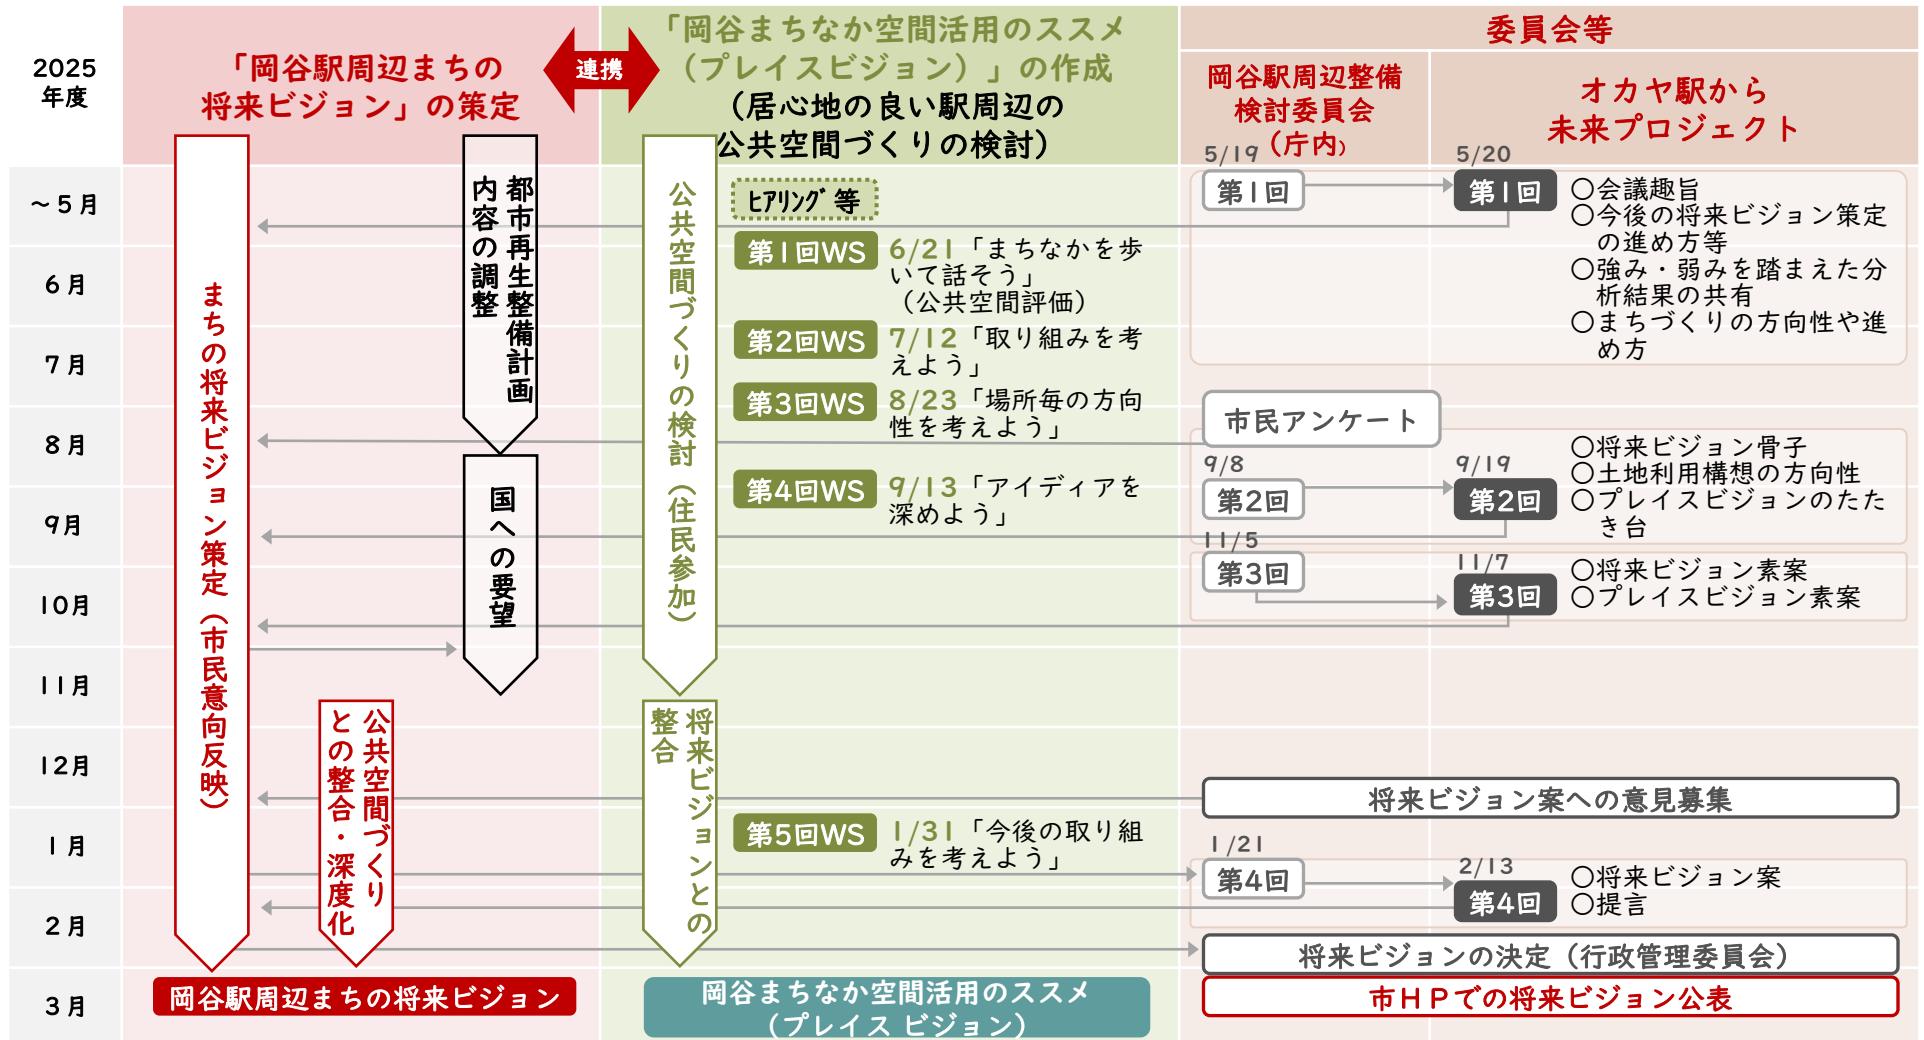 2025
年度
「岡谷駅周辺まちの
将来ビジョン」の策定
連携
「岡谷まちなか空間活用のススメ
（プレイスビジョン）」の作成
（居心地の良い駅周辺の
公共空間づくりの検討）
委員会等
岡谷駅周辺整備
検討委員会
（庁内）
オカヤ駅から
未来プロジェクト
～5月
6月
7月
8月
9月
10月
11月
12月
1月
2月
3月
まちの将来ビジョン策定（市民意向反映）
都市再生整備計画
内容の調整
国への要望
公共空間づくり
との整合・深度化
公共空間づくりの検討（住民参加）
将来ビジョンとの
整合
ﾋｱﾘﾝｸﾞ等
第1回WS
6/21「まちなかを歩
いて話そう」
（公共空間評価）
第2回WS
7/12「取り組みを考
えよう」
第3回WS
8/23「場所毎の方向
性を考えよう」
第4回WS
9/13「アイディアを
深めよう」
第5回WS
1/31「今後の取り組
みを考えよう」
5/19
第1回
5/20
第1回
〇会議趣旨
〇今後の将来ビジョン策定
の進め方等
〇強み・弱みを踏まえた分
析結果の共有
〇まちづくりの方向性や進
め方
市民アンケート
9/8
第2回
9/19
第2回
〇将来ビジョン骨子
〇土地利用構想の方向性
〇プレイスビジョンのたた
き台
11/5
第3回
11/7
第3回
〇将来ビジョン素案
〇プレイスビジョン素案
将来ビジョン案への意見募集
1/21
第4回
2/13
第4回
〇将来ビジョン案
〇提言
将来ビジョンの決定（行政管理委員会）
市ＨＰでの将来ビジョン公表
岡谷駅周辺まちの将来ビジョン
岡谷まちなか空間活用のススメ
（プレイス ビジョン）